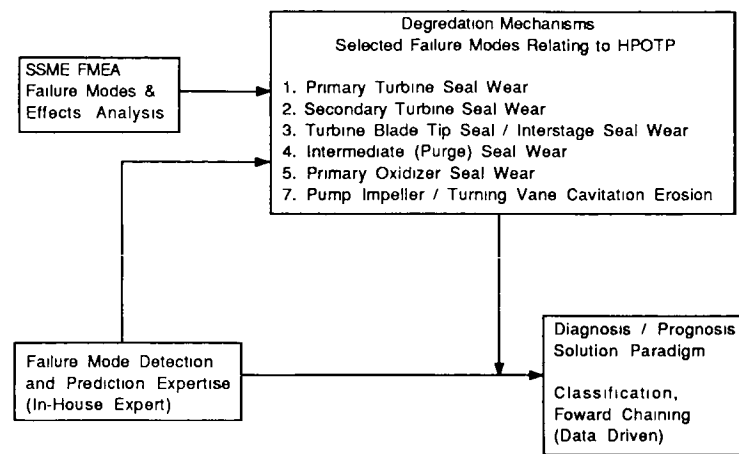 Degredation Mechanisms
Selected Failure Modes Relating to HPOTP
1. Primary Turbine Seal Wear
2. Secondary Turbine Seal Wear
3. Turbine Blade Tip Seal / Interstage Seal Wear
4. Intermediate (Purge) Seal Wear
5. Primary Oxidizer Seal Wear
7. Pump Impeller / Turning Vane Cavitation Erosion
SSME FMEA
Failure Modes &
Effects Analysis
Failure Mode Detection
and Prediction Expertise
(In-House Expert)
Diagnosis / Prognosis
Solution Paradigm
Classification,
Foward Chaining
(Data Driven)